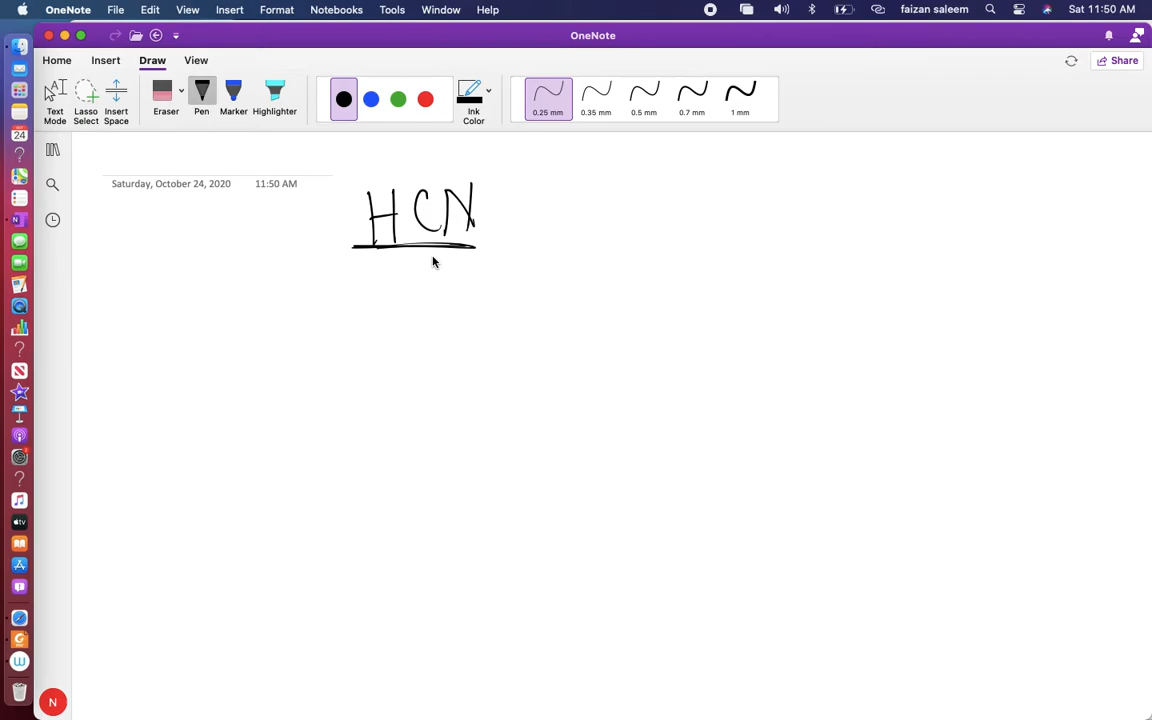 OneNote File Edit View Insert Format Notebooks Tools Window Help faizan saleem Sat 11:50 AM
OneNote
Home Insert Draw View Share
Text Mode Lasso Select Insert Space Eraser Pen Marker Highlighter Ink Color 0.25 mm 0.35 mm 0.5 mm 0.7 mm 1 mm
Saturday, October 24, 2020 11:50 AM
HCN
24
tv
W
N